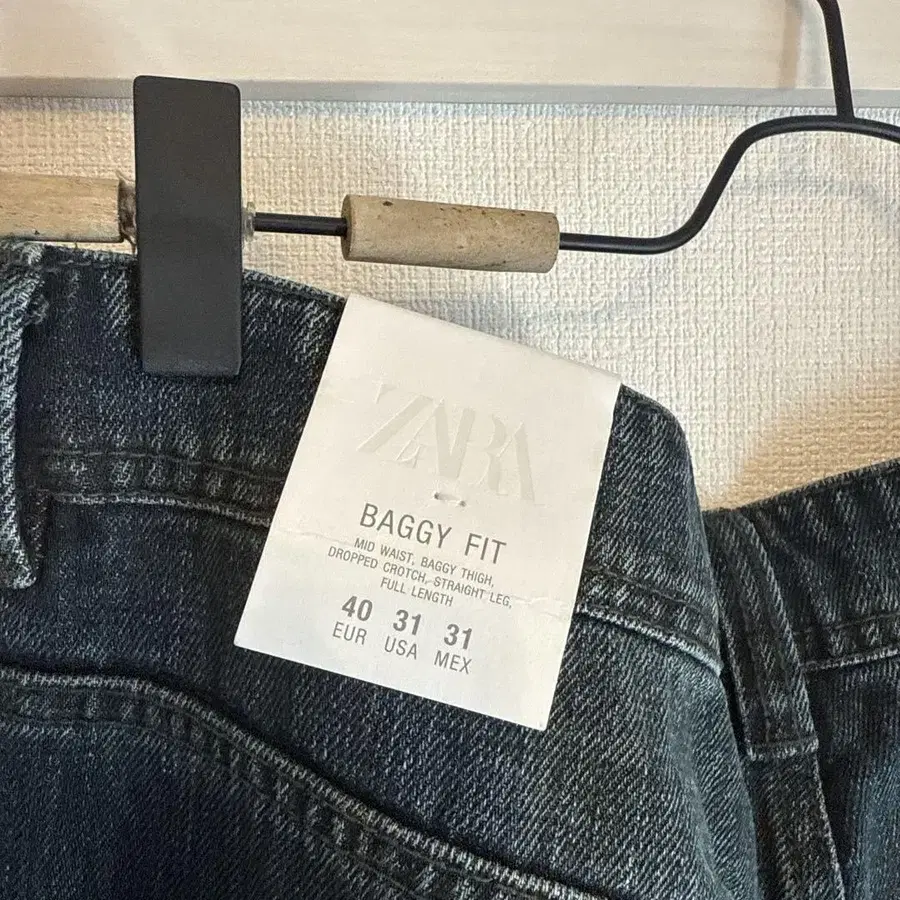 ZARA
BAGGY FIT
MID WAIST, BAGGY THIGH,
DROPPED CROTCH, STRAIGHT LEG,
FULL LENGTH
40 31 31
EUR USA MEX